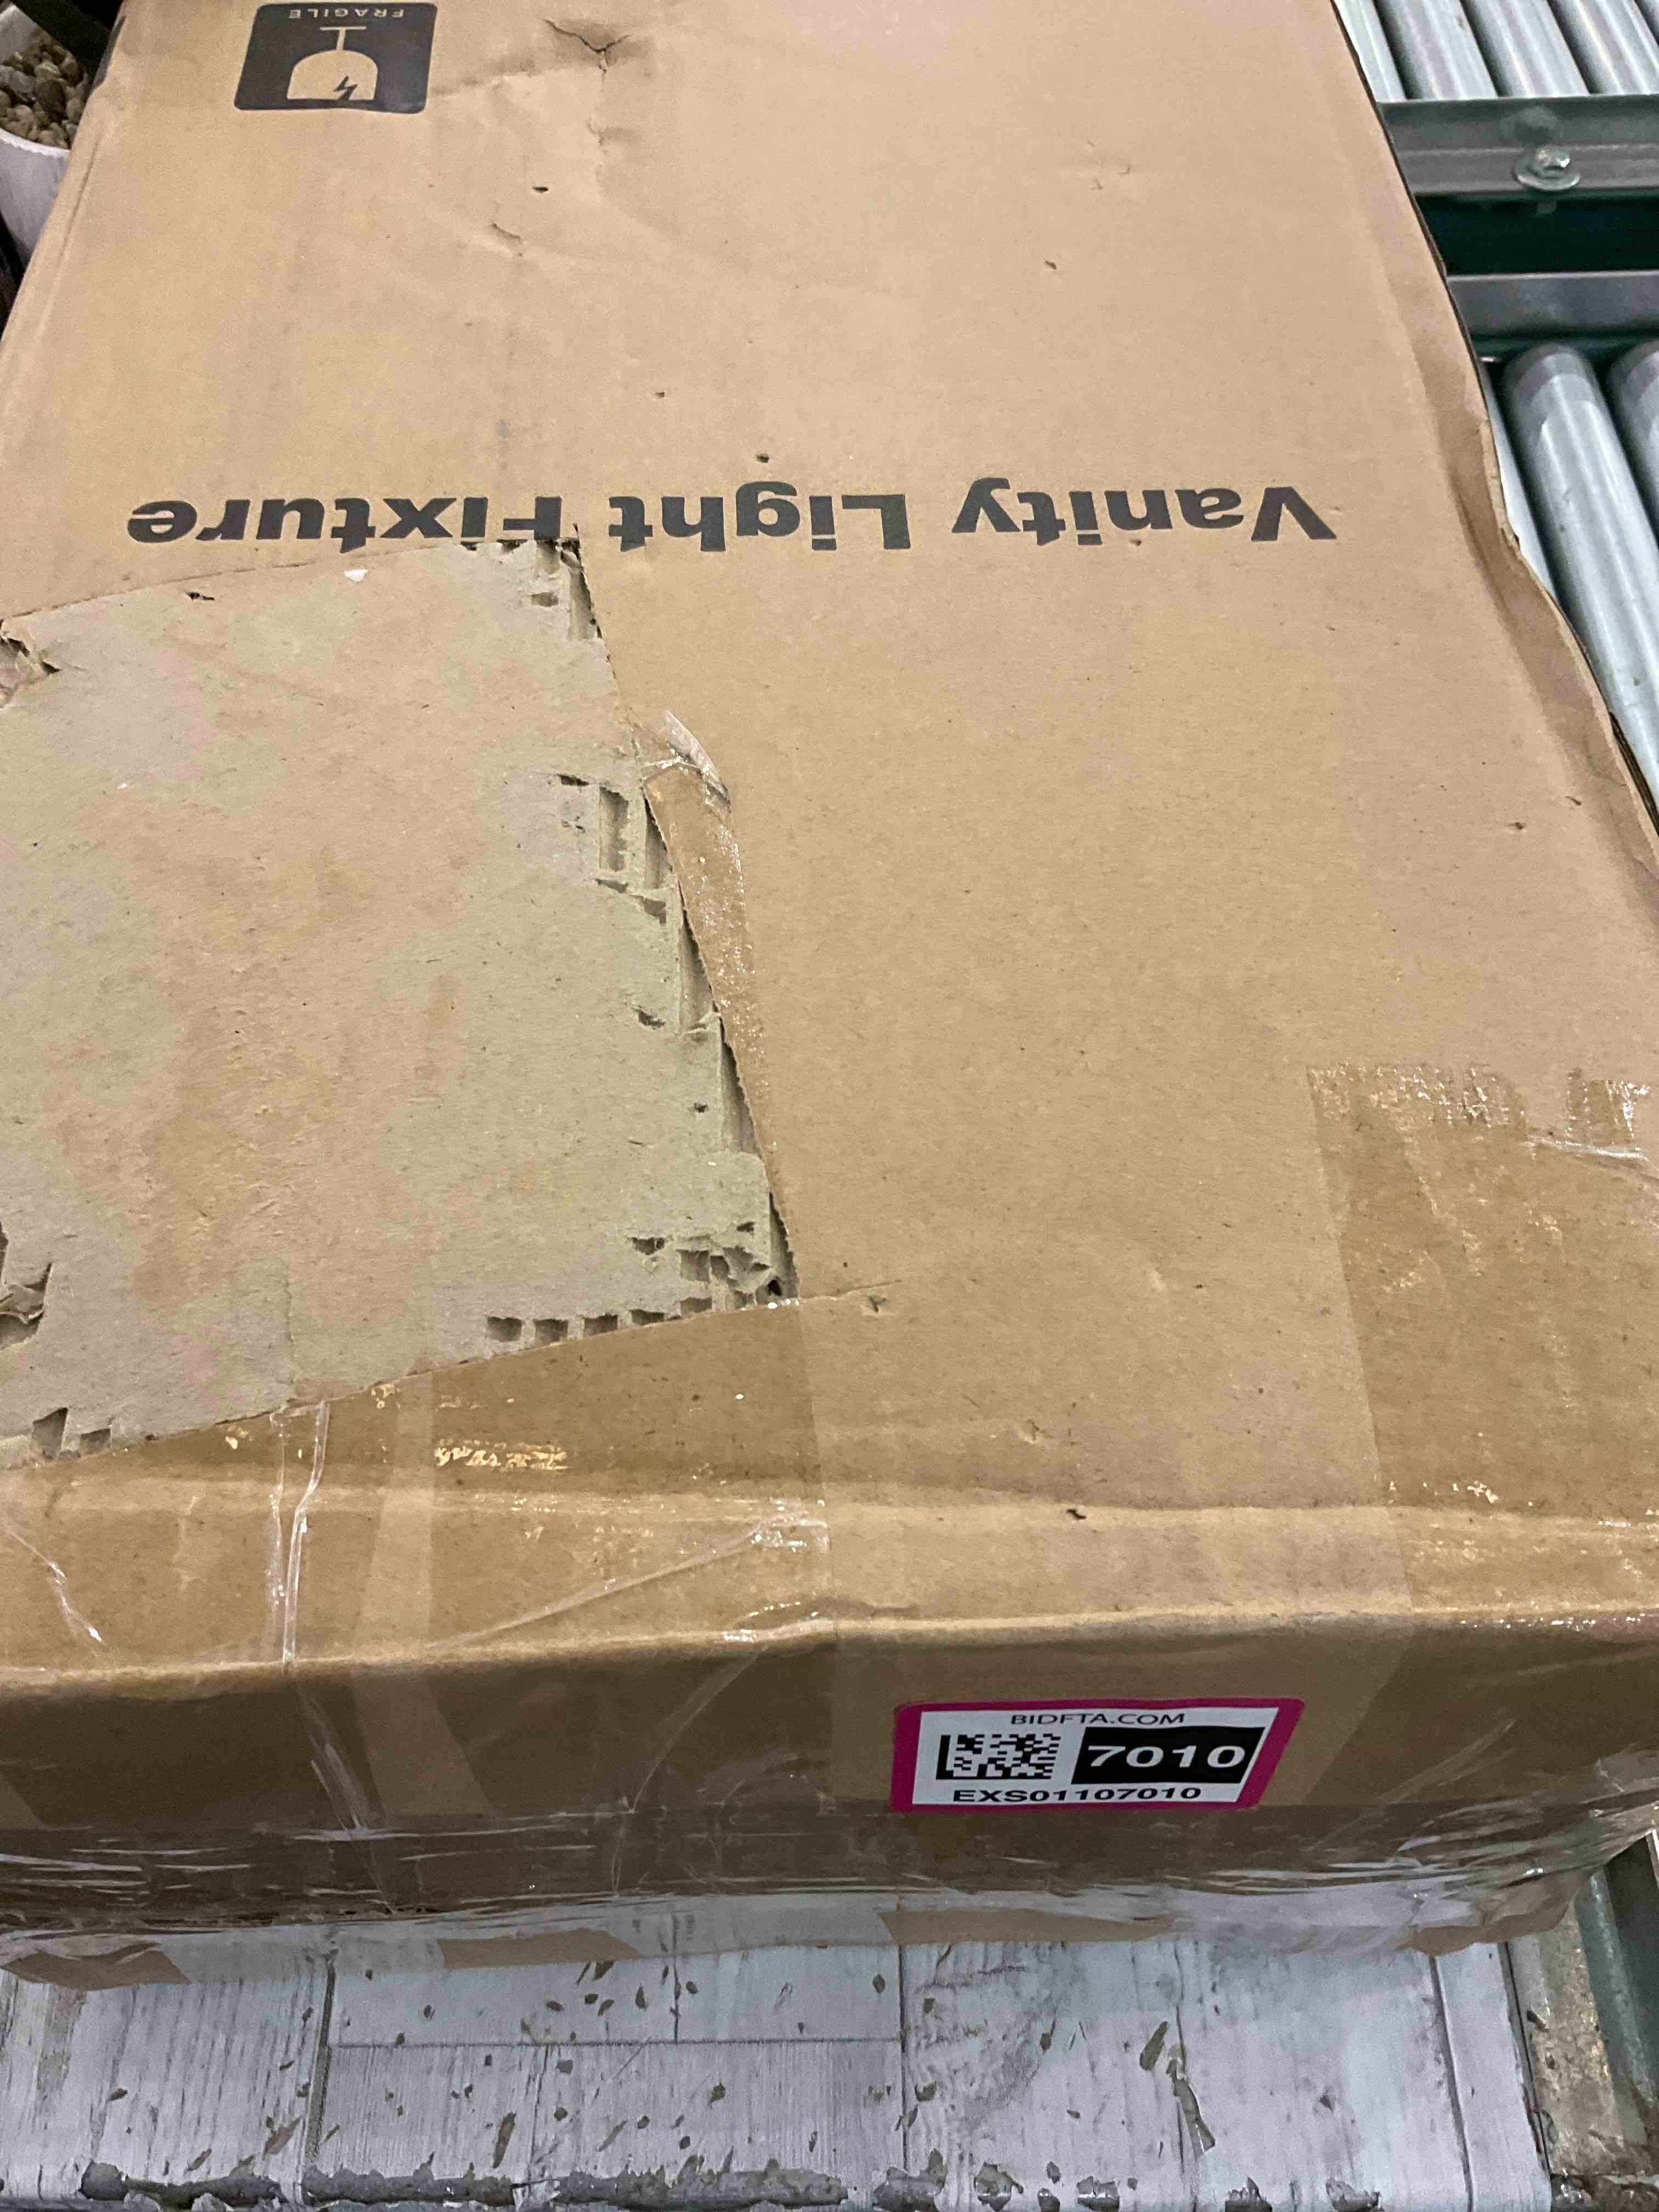 FRAGILE
Vanity Light Fixture
BIDFTA.COM
7010
EXS01107010